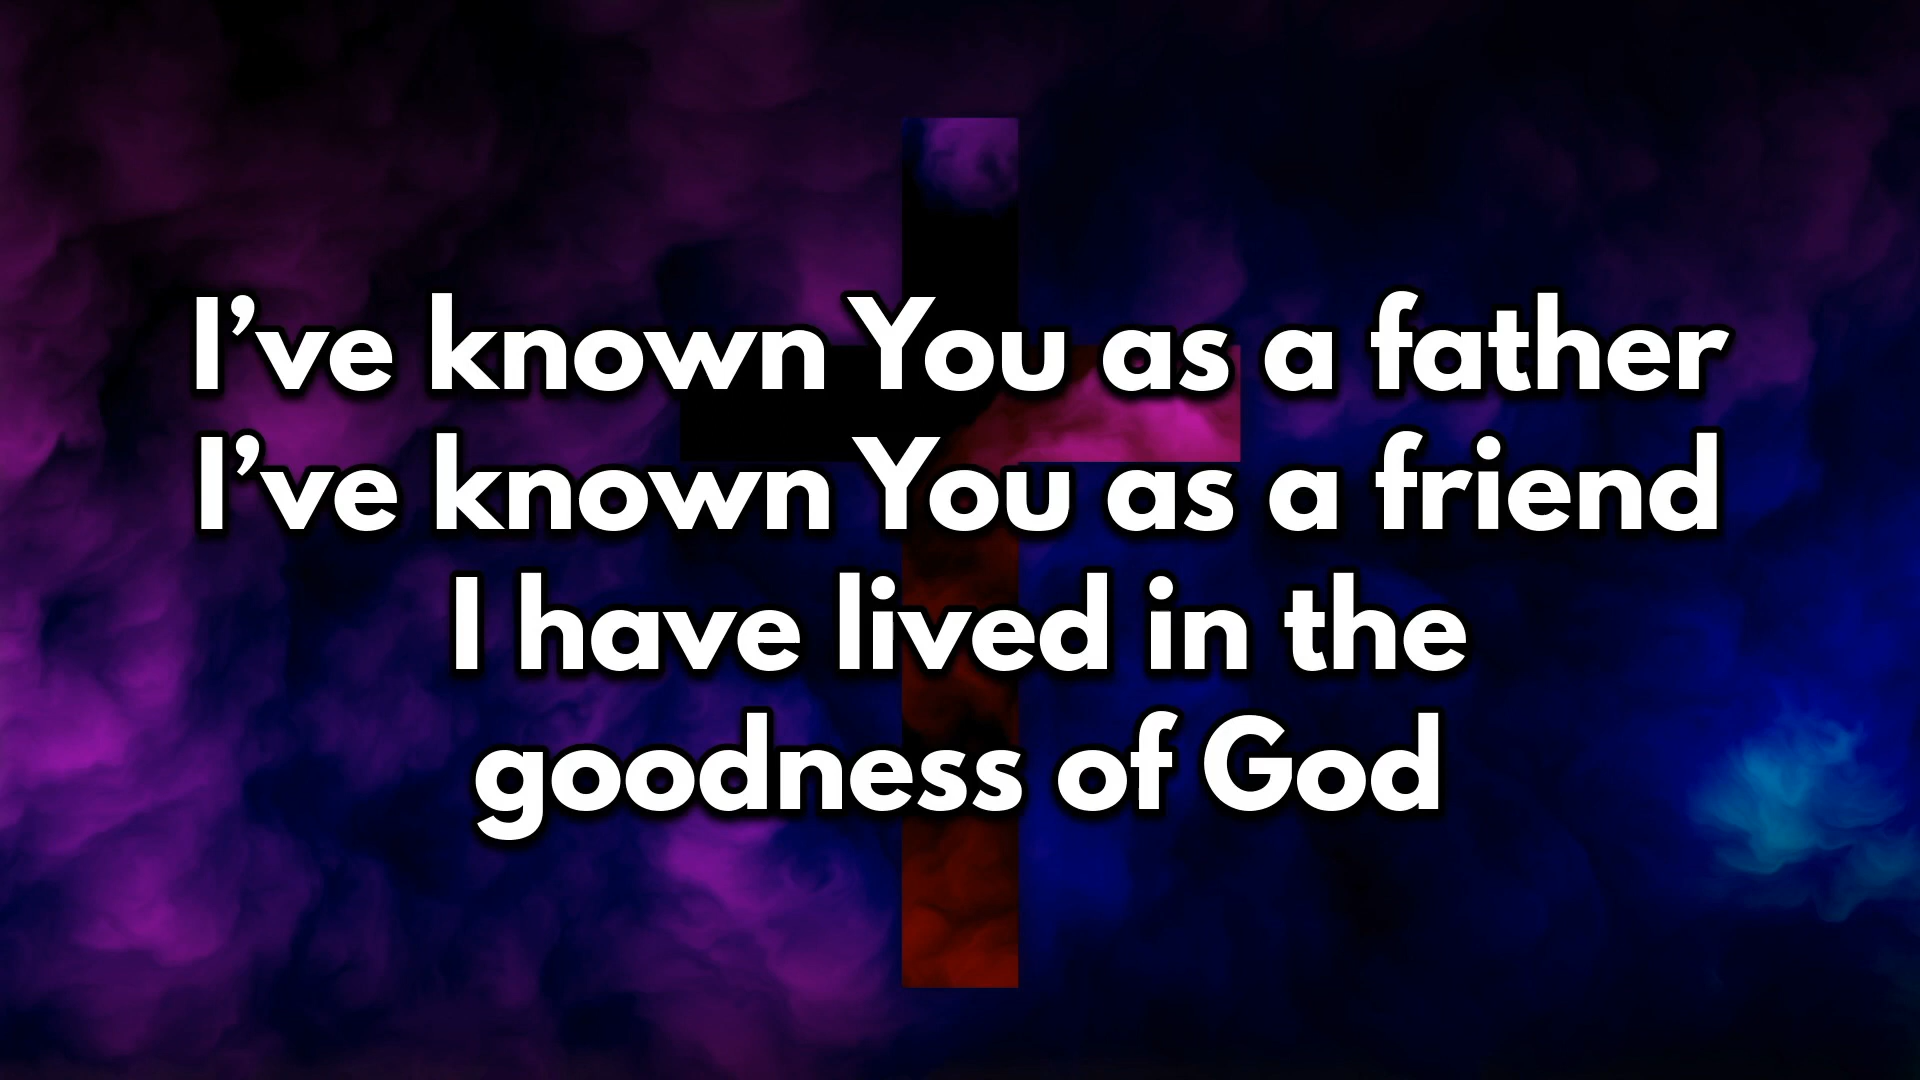 I’ve known You as a father
I’ve known You as a friend
I have lived in the
goodness of God